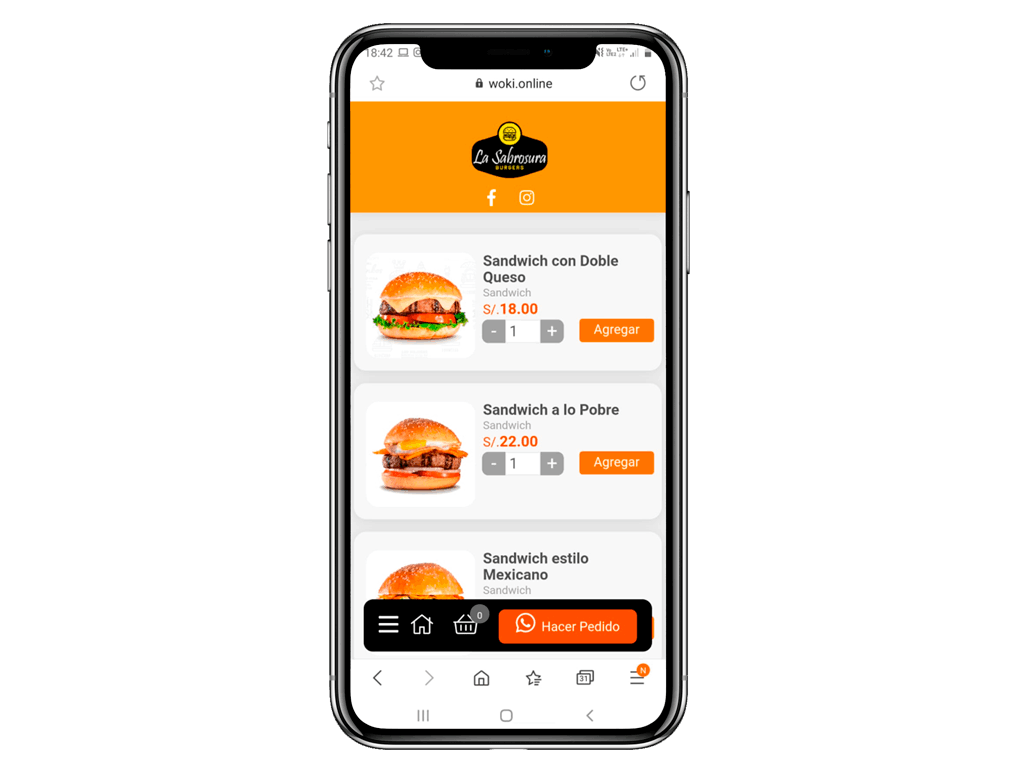 18:42
woki.online
La Sabrosura
BURGERS
Sandwich con Doble
Queso
Sandwich
S/.18.00
- 1 +
Agregar
Sandwich a lo Pobre
Sandwich
S/.22.00
- 1 +
Agregar
Sandwich estilo
Mexicano
Sandwich
0
Hacer Pedido
31
N